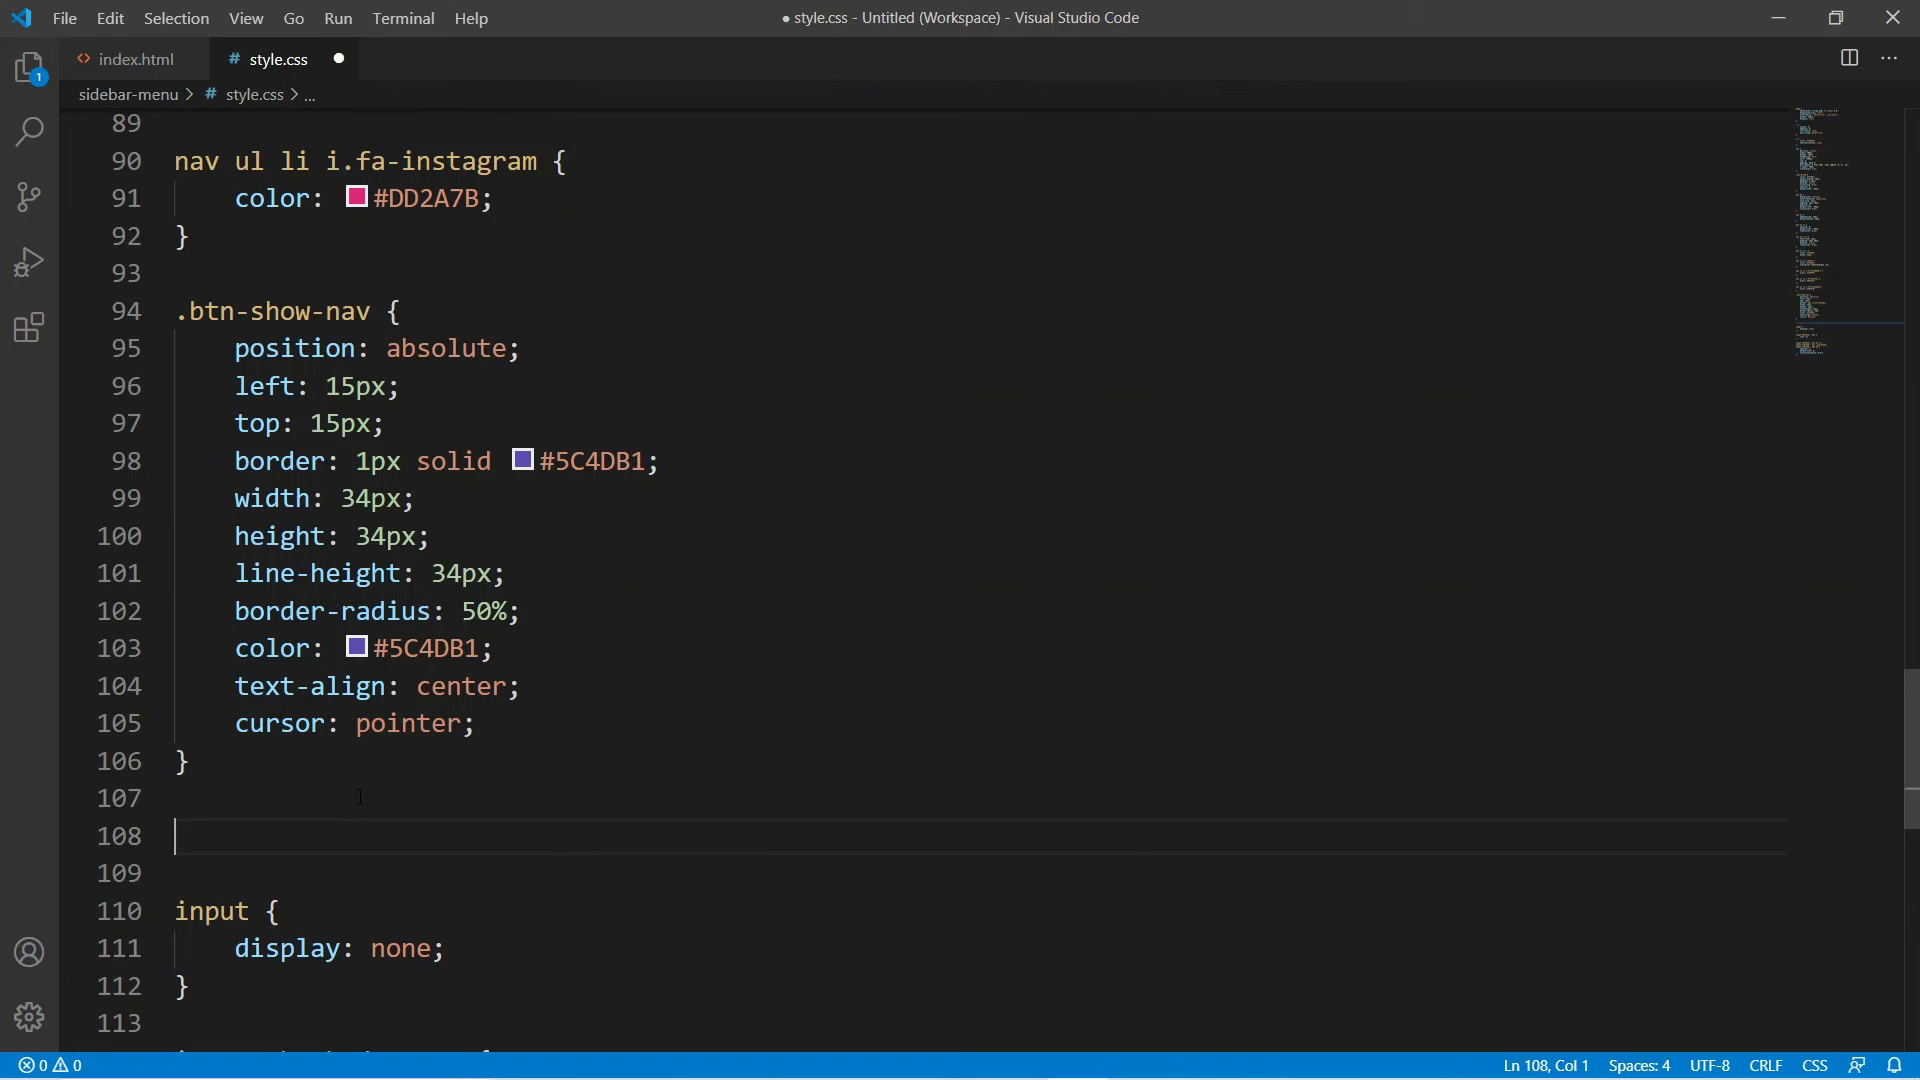 File Edit Selection View Go Run Terminal Help
● style.css - Untitled (Workspace) - Visual Studio Code
index.html
# style.css ●
sidebar-menu > # style.css > ...
1
89
90 nav ul li i.fa-instagram {
91 color: #DD2A7B;
92 }
93
94 .btn-show-nav {
95 position: absolute;
96 left: 15px;
97 top: 15px;
98 border: 1px solid #5C4DB1;
99 width: 34px;
100 height: 34px;
101 line-height: 34px;
102 border-radius: 50%;
103 color: #5C4DB1;
104 text-align: center;
105 cursor: pointer;
106 }
107
108
109
110 input {
111 display: none;
112 }
113
0 0
Ln 108, Col 1 Spaces: 4 UTF-8 CRLF CSS